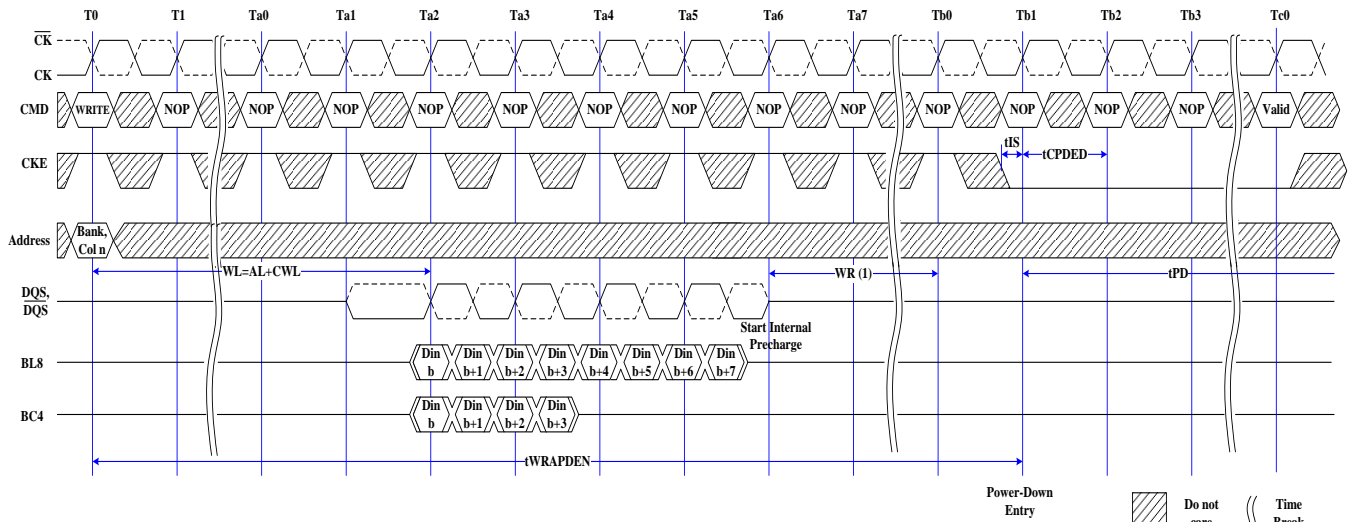 T0 T1 Ta0 Ta1 Ta2 Ta3 Ta4 Ta5 Ta6 Ta7 Tb0 Tb1 Tb2 Tb3 Tc0
CK
CK
CMD WRITE NOP NOP NOP NOP NOP NOP NOP NOP NOP NOP NOP NOP NOP Valid
tIS
CKE tCPDED
Bank,
Address Col n
WL=AL+CWL WR (1) tPD
DQS,
DQS
Start Internal
Precharge
Din Din Din Din Din Din Din Din
BL8 b b+1 b+2 b+3 b+4 b+5 b+6 b+7
Din Din Din Din
BC4 b b+1 b+2 b+3
tWRAPDEN
Power-Down
Entry
Do not
care
Time
Break